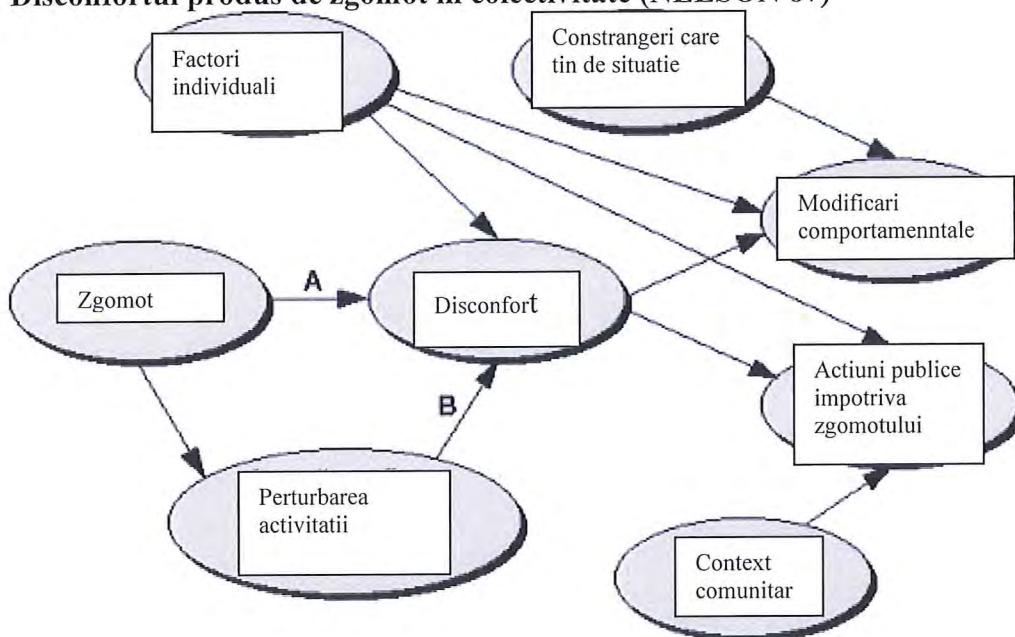 Disconfortul produs de zgomot in colectivitate (NELSON 87)
Factori
individuali
Constrangeri care
tin de situatie
Modificari
comportamenntale
Zgomot
A
Disconfort
B
Actiuni publice
impotriva
zgomotului
Perturbarea
activitatii
Context
comunitar